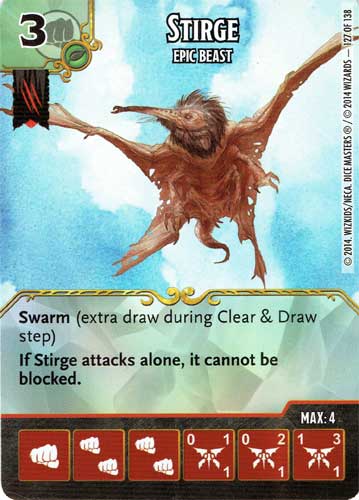 3
STIRGE
EPIC BEAST
© 2014, WIZKIDS/NECA. DICE MASTERS® / © 2014 WIZARDS — 127 OF 138
Swarm (extra draw during Clear & Draw
step)
If Stirge attacks alone, it cannot be
blocked.
MAX: 4
0 1
1
0 2
1
1 3
1